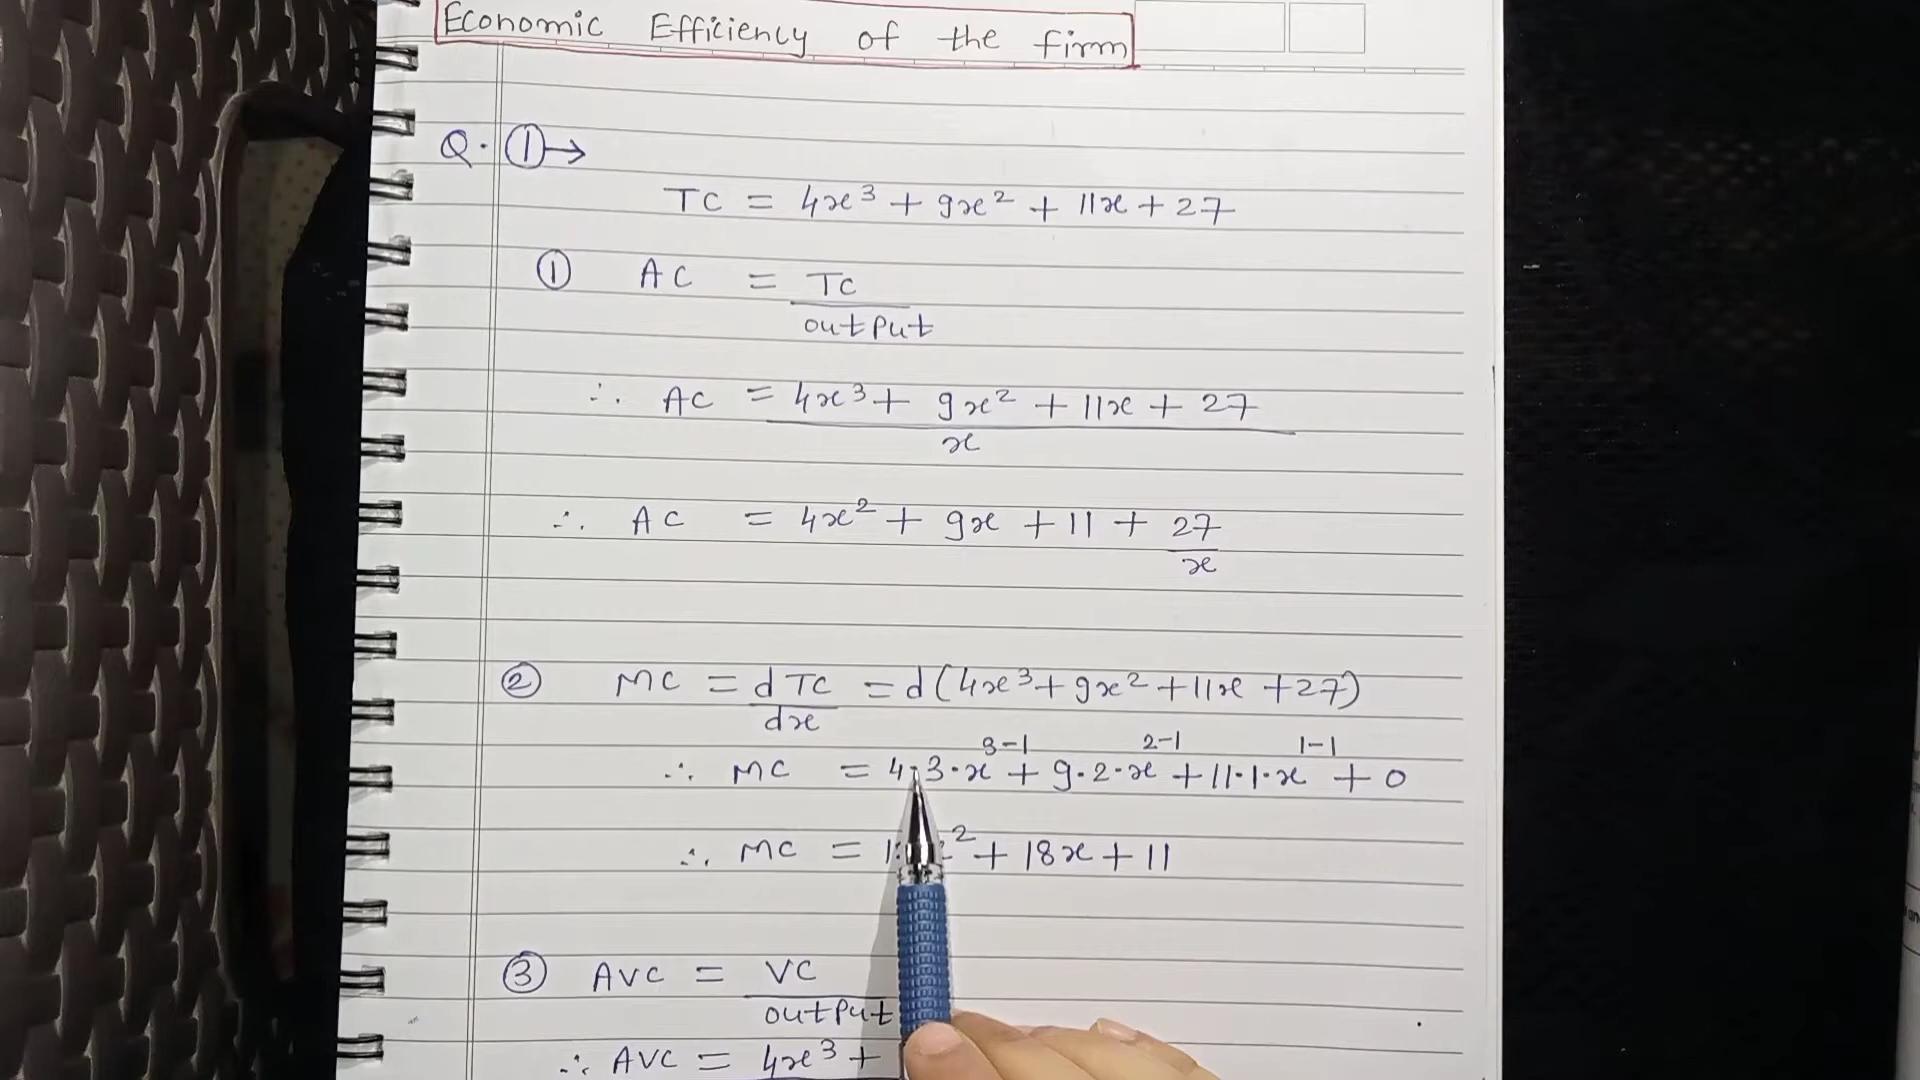 Economic Efficiency of the firm
Q. ① →
TC = 4x³ + 9x² + 11x + 27
① AC = TC
output
∴ AC = 4x³ + 9x² + 11x + 27
x
∴ AC = 4x² + 9x + 11 + 27
x
② MC = dTC = d(4x³ + 9x² + 11x + 27)
dx
3-1 2-1 1-1
∴ MC = 4.3.x + 9.2.x + 11.1.x + 0
∴ MC = 1 ² + 18x + 11
③ AVC = VC
output
∴ AVC = 4x³ +